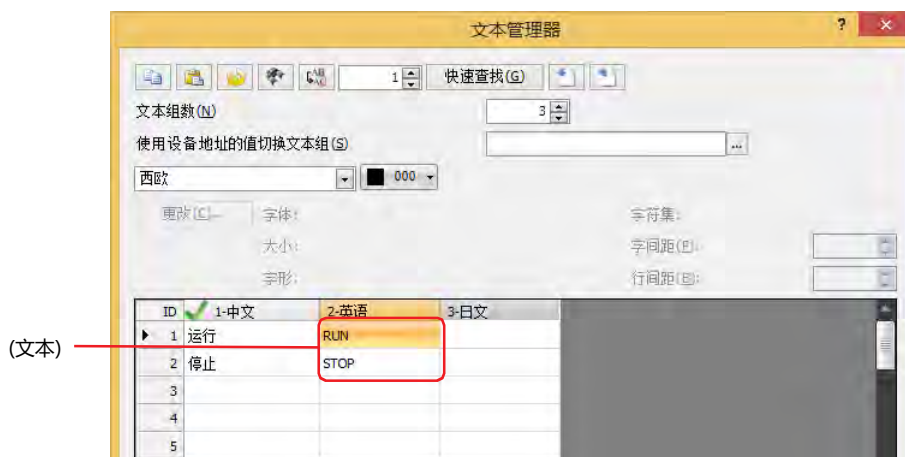 文本管理器 ? ×
1 快速查找(G)
文本组数(N) 3
使用设备地址的值切换文本组(S) ...
西欧 000
更改(C)... 字体: 字符集:
大小: 字间距(P):
字形: 行间距(E):
ID 1-中文 2-英语 3-日文
1 运行 RUN
(文本)
2 停止 STOP
3
4
5